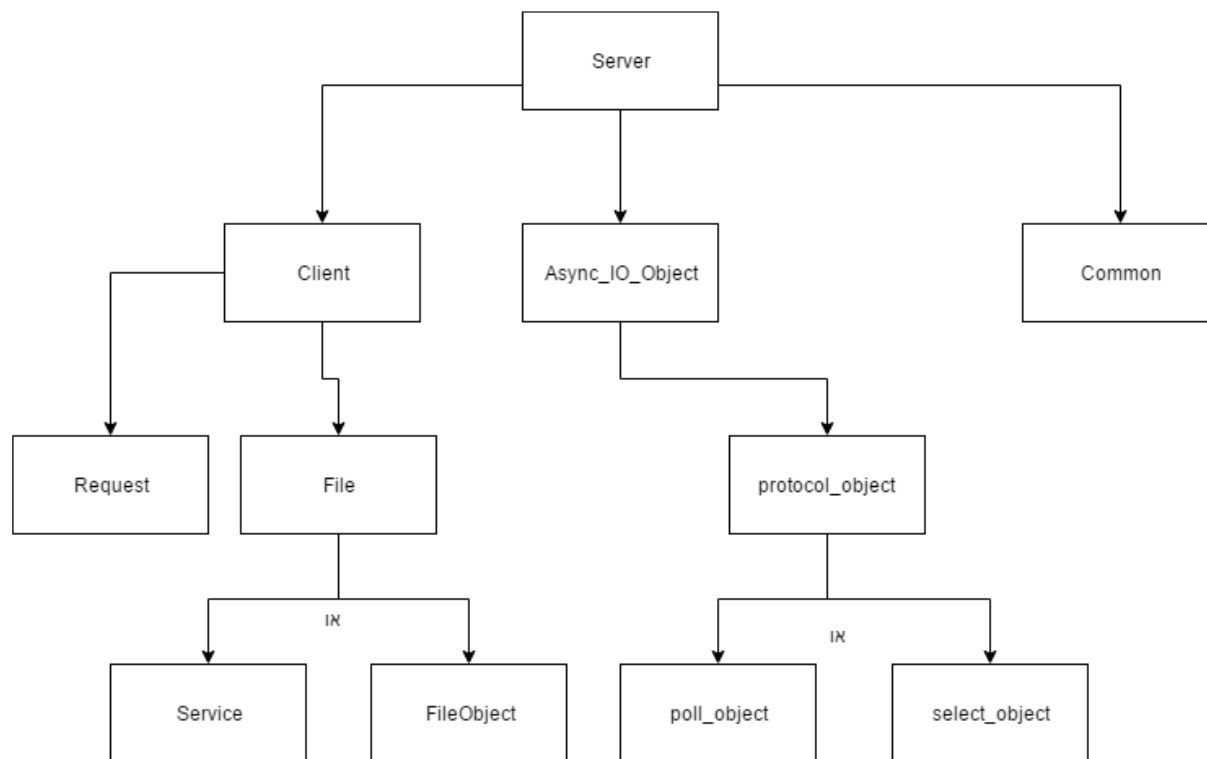 Server
Client
Async_IO_Object
Common
Request
File
protocol_object
או
או
Service
FileObject
poll_object
select_object